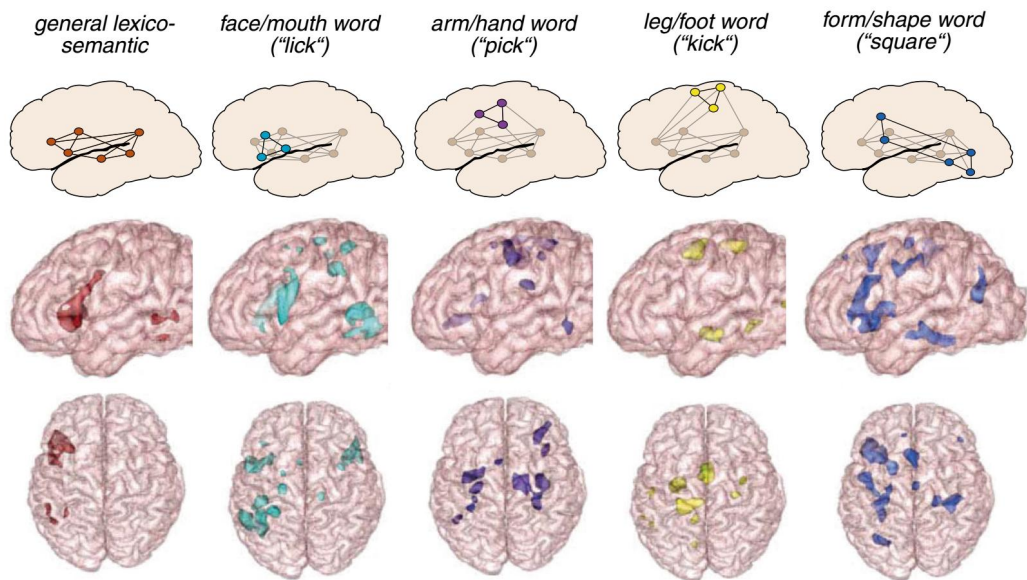 general lexico-
semantic
face/mouth word
(“lick“)
arm/hand word
(“pick“)
leg/foot word
(“kick“)
form/shape word
(“square“)